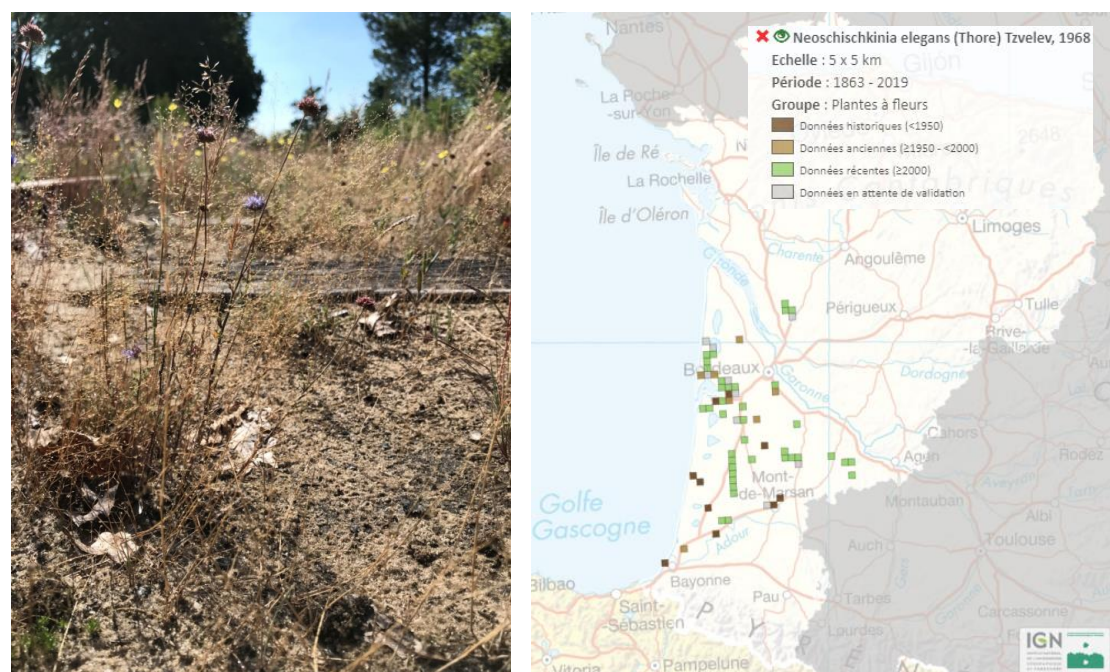 Neoschischkinia elegans (Thore) Tzvelev, 1968
Echelle : 5 x 5 km
Période : 1863 - 2019
Groupe : Plantes à fleurs
Données historiques (<1950)
Données anciennes (≥1950 - <2000)
Données récentes (≥2000)
Données en attente de validation
Nantes
Gijón
La Roche
-sur-Yon
2648
Île de Ré
La Rochelle
Île d'Oléron
Limoges
Charente
Angoulême
Gironde
Périgueux
Tulle
Brive-
-la-Gaillarde
Bordeaux
Garonne
Dordogne
Cahors
Agen
Rodez
Aveyron
Mont-
de-Marsan
Montauban
Golfe
Gascogne
Albi
Adour
Auch
Toulouse
Bilbao
Bayonne
Pau
Tarbes
Carcassonne
Saint-
Sébastien
Lourdes
Vitoria
Pampelune
IGN